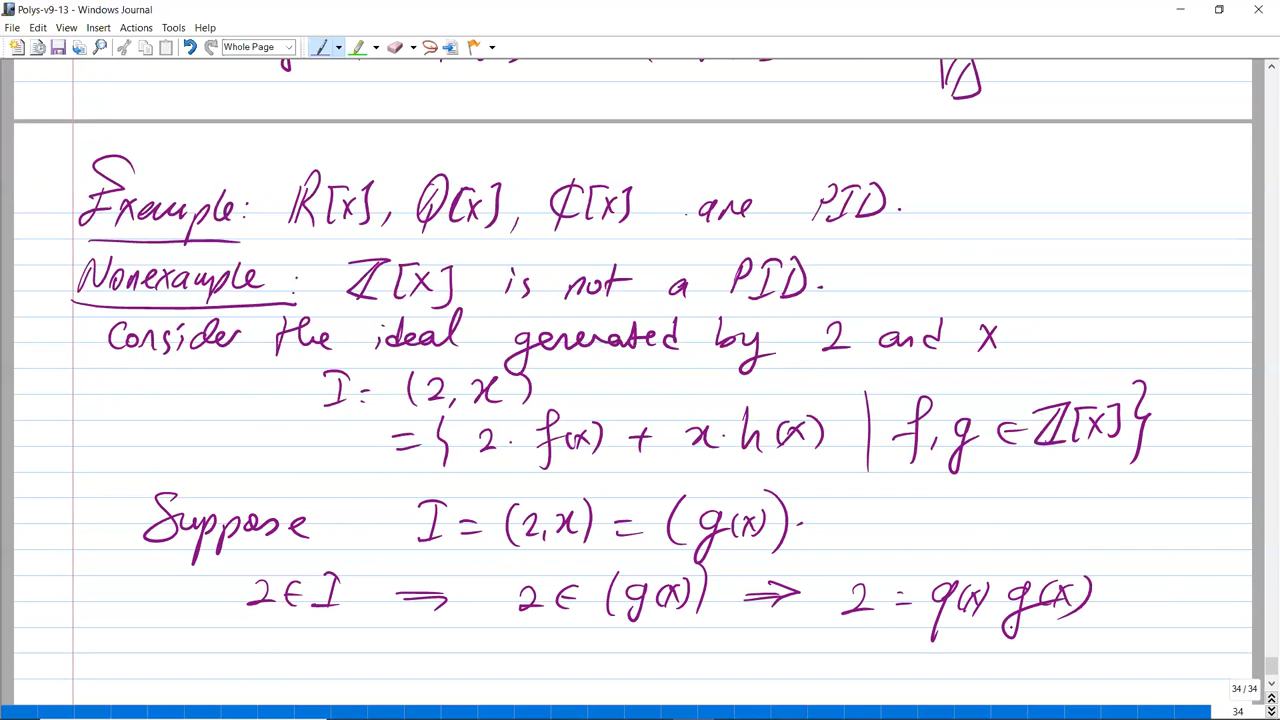 Polys-v9-13 - Windows Journal
File Edit View Insert Actions Tools Help
Whole Page
Example: ℝ[x], ℚ[x], ℂ[x] are PID.
Nonexample: ℤ[x] is not a PID.
Consider the ideal generated by 2 and x
I = (2, x)
= { 2 · f(x) + x · h(x) | f, g ∈ ℤ[x] }
Suppose I = (2, x) = (g(x)).
2 ∈ I ⟹ 2 ∈ (g(x)) ⟹ 2 = q(x) g(x)
34 / 34
34